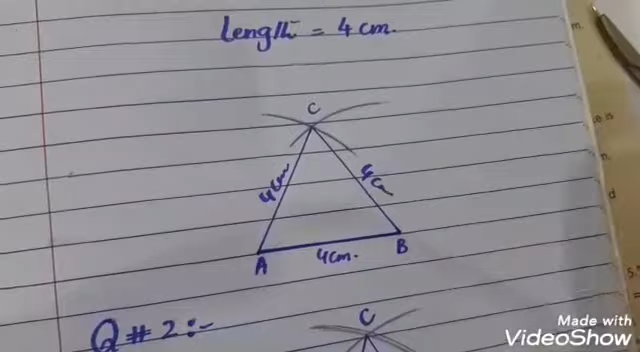 Length = 4 cm.
C
4cm
4cm
A
4cm.
B
Q # 2 :-
C
Made with
VideoShow